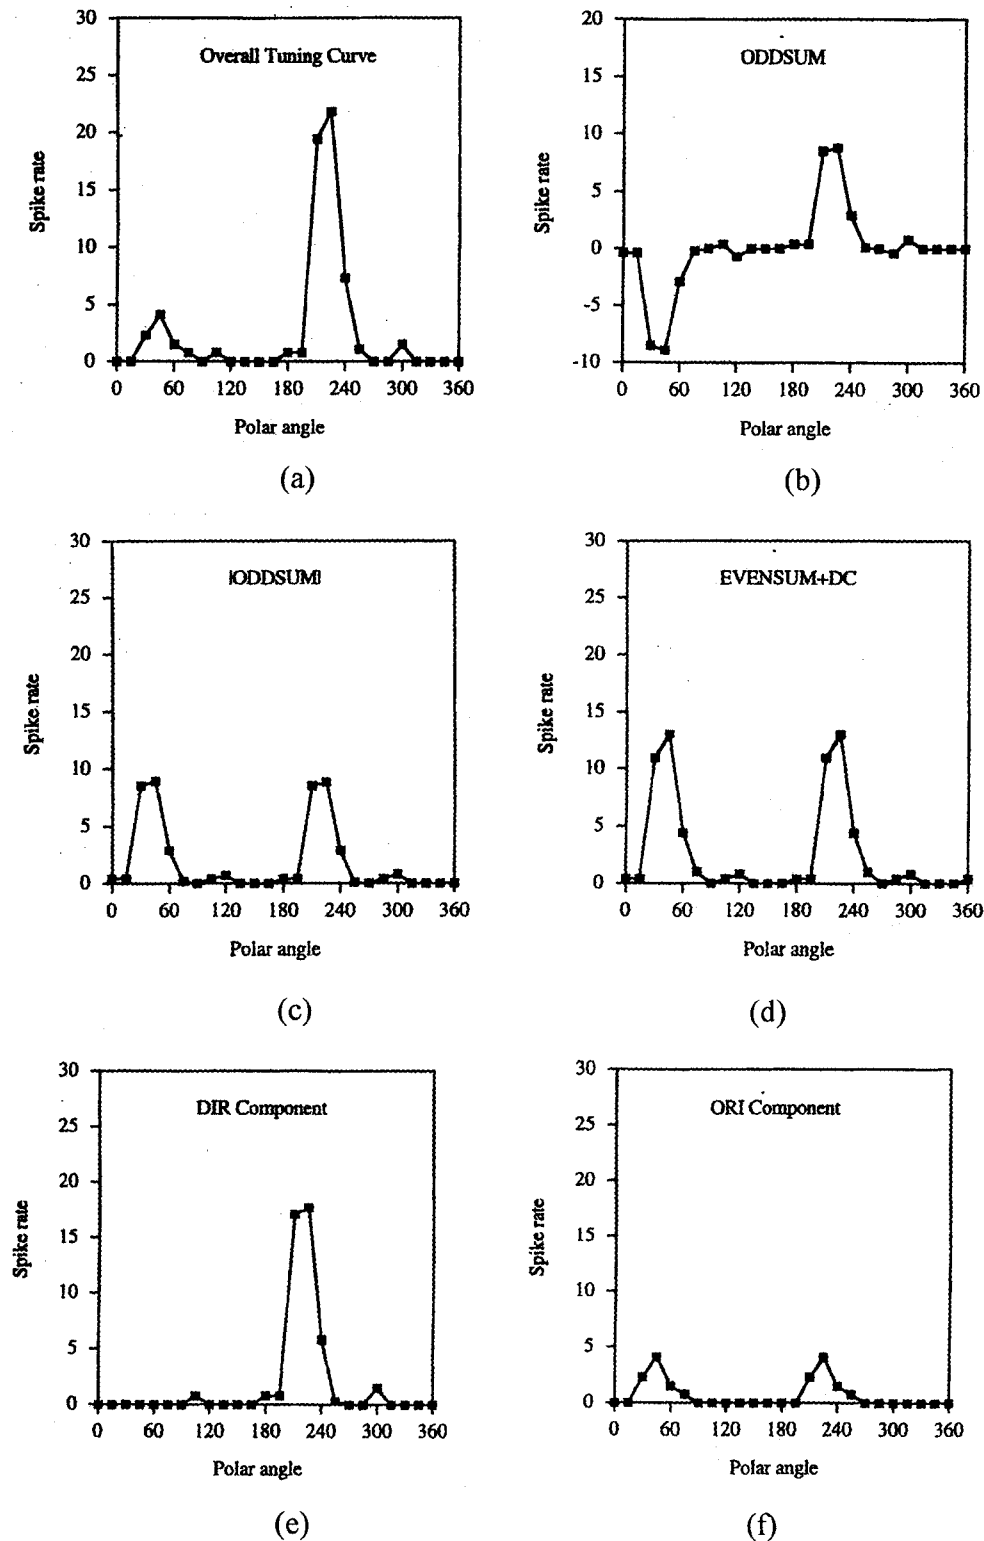 Overall Tuning Curve
30
25
20
15
10
5
0
Spike rate
0 60 120 180 240 300 360
Polar angle
(a)
ODDSUM
20
15
10
5
0
-5
-10
Spike rate
0 60 120 180 240 300 360
Polar angle
(b)
|ODDSUM|
30
25
20
15
10
5
0
Spike rate
0 60 120 180 240 300 360
Polar angle
(c)
EVENSUM+DC
30
25
20
15
10
5
0
Spike rate
0 60 120 180 240 300 360
Polar angle
(d)
DIR Component
30
25
20
15
10
5
0
Spike rate
0 60 120 180 240 300 360
Polar angle
(e)
ORI Component
30
25
20
15
10
5
0
Spike rate
0 60 120 180 240 300 360
Polar angle
(f)